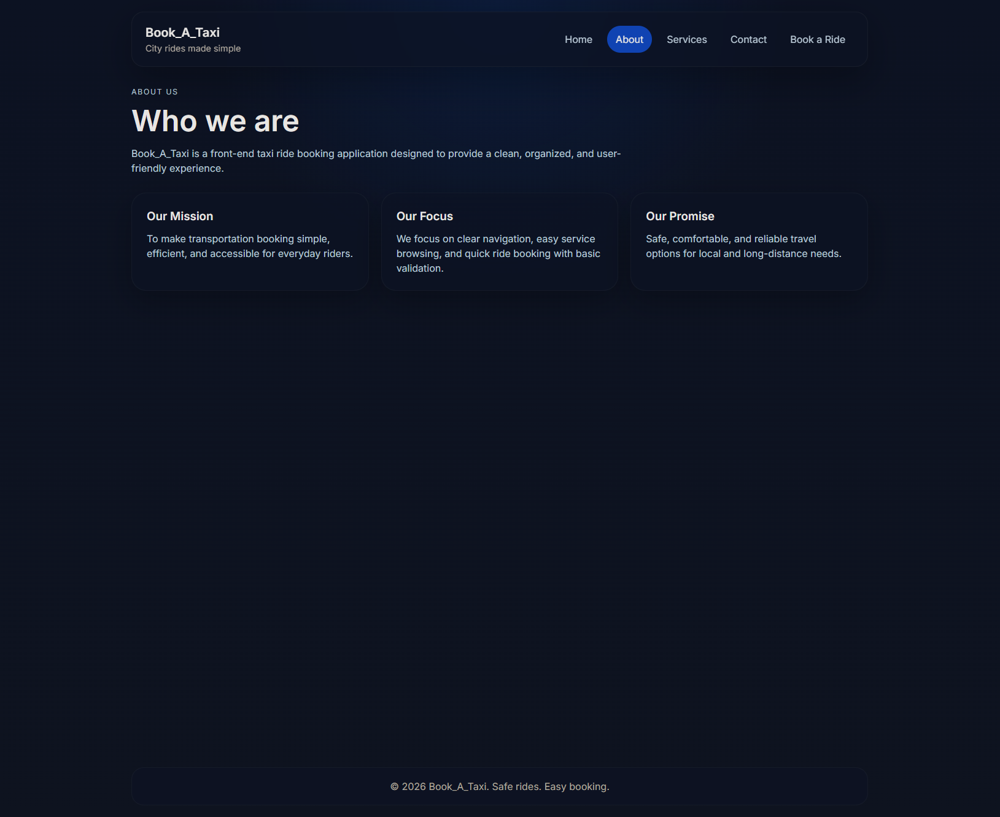 Book_A_Taxi
City rides made simple
Home
About
Services
Contact
Book a Ride
ABOUT US
Who we are
Book_A_Taxi is a front-end taxi ride booking application designed to provide a clean, organized, and user-
friendly experience.
Our Mission
To make transportation booking simple,
efficient, and accessible for everyday riders.
Our Focus
We focus on clear navigation, easy service
browsing, and quick ride booking with basic
validation.
Our Promise
Safe, comfortable, and reliable travel
options for local and long-distance needs.
© 2026 Book_A_Taxi. Safe rides. Easy booking.